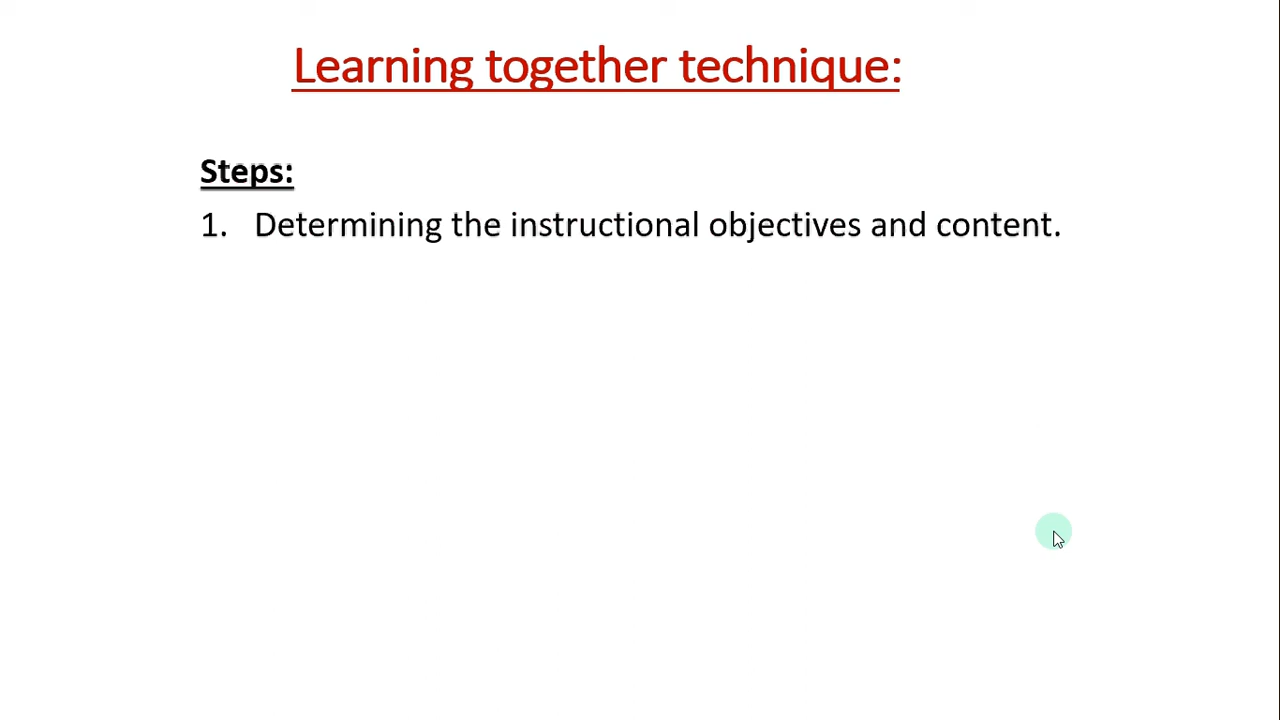 Learning together technique:
Steps:
1. Determining the instructional objectives and content.